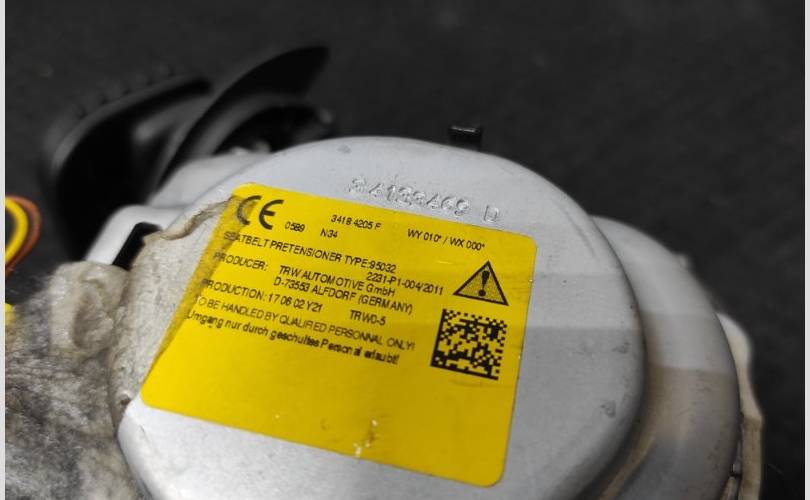 34133469 D
CE 0589 3418 4205 F WY 010* / WX 000*
N34
SEATBELT PRETENSIONER TYPE:95032
2231-P1-004/2011
PRODUCER: TRW AUTOMOTIVE GmbH
D-73553 ALFDORF (GERMANY)
PRODUCTION: 17 06 02 Y21 TRW0-5
TO BE HANDLED BY QUALIFIED PERSONNAL ONLY!
Umgang nur durch geschultes Personal erlaubt!